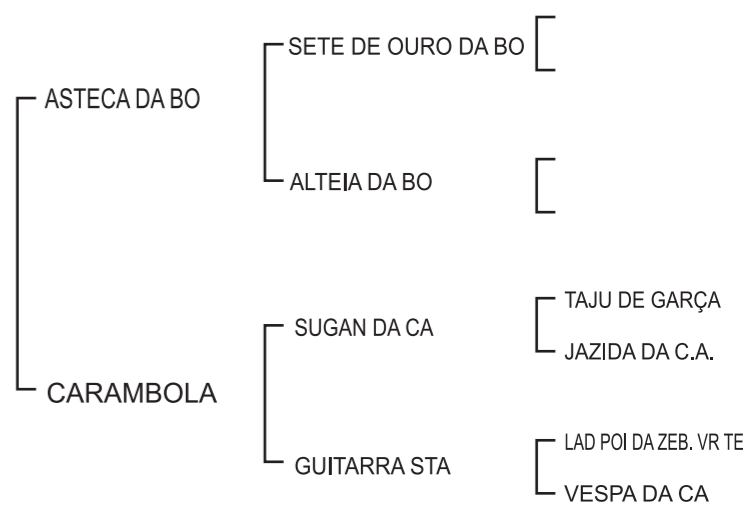 SETE DE OURO DA BO
ASTECA DA BO
ALTEIA DA BO
TAJU DE GARÇA
SUGAN DA CA
JAZIDA DA C.A.
CARAMBOLA
LAD POI DA ZEB. VR TE
GUITARRA STA
VESPA DA CA